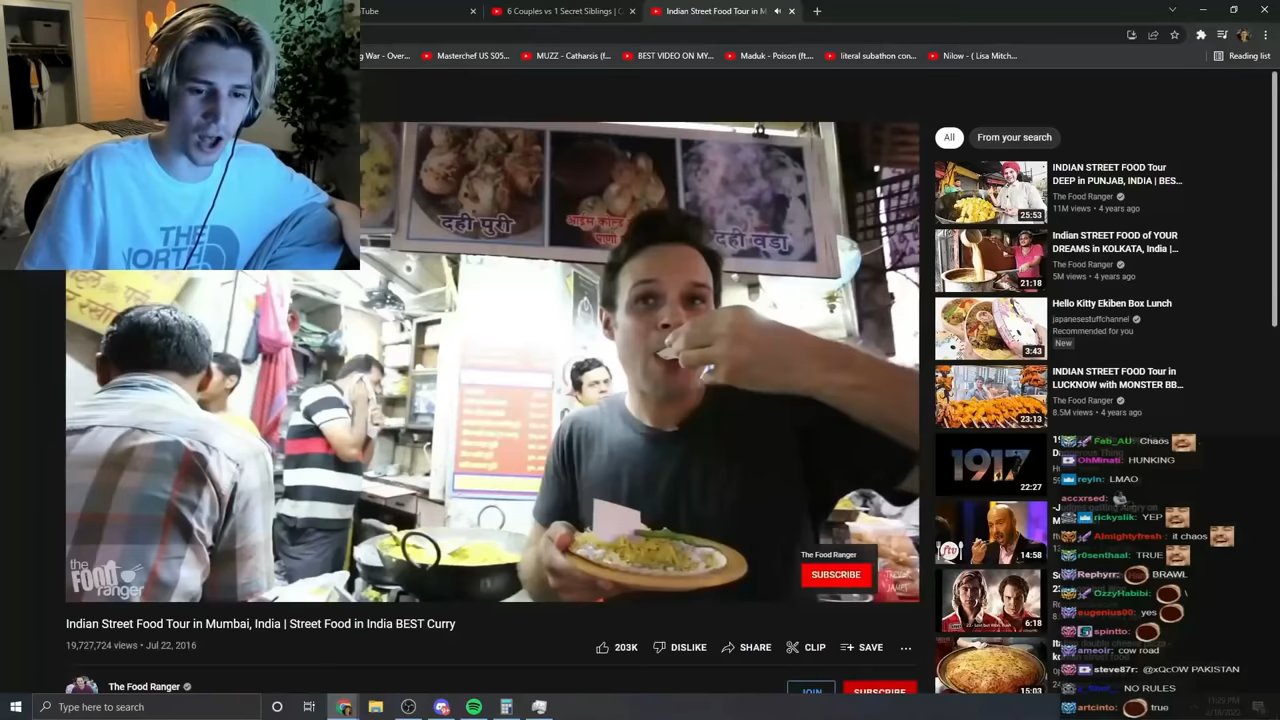 Tube
6 Couples vs 1 Secret Siblings | C
Indian Street Food Tour in M
g War - Over...
Masterchef US S05...
MUZZ - Catharsis (f...
BEST VIDEO ON MY...
Maduk - Poison (ft....
literal subathon con...
Nilow - ( Lisa Mitch...
Reading list
THE
NORTH
दही पुरी
दही वडा
the
FOOD
ranger
The Food Ranger
SUBSCRIBE
TREVOR
JAMES
Indian Street Food Tour in Mumbai, India | Street Food in India BEST Curry
19,727,724 views • Jul 22, 2016
203K
DISLIKE
SHARE
CLIP
SAVE
The Food Ranger
JOIN
SUBSCRIBE
All
From your search
25:53
INDIAN STREET FOOD Tour
DEEP in PUNJAB, INDIA | BES...
The Food Ranger
11M views • 4 years ago
21:18
Indian STREET FOOD of YOUR
DREAMS in KOLKATA, India |...
The Food Ranger
5M views • 4 years ago
3:43
Hello Kitty Ekiben Box Lunch
japanesestuffchannel
Recommended for you
New
23:13
INDIAN STREET FOOD Tour in
LUCKNOW with MONSTER BB...
The Food Ranger
8.5M views • 4 years ago
1917
22:27
ftv
14:58
6:18
15:03
Fab_AU: Chaos
OhMinati: HUNKING
reyin: LMAO
accxrsed:
rickyslik: YEP
Almightyfresh: it chaos
r0senthaal: TRUE
Rephyrr: BRAWL
OzzyHabibi: \
eugenius00: yes
spintto:
ameoir: cow road
steve87r: @xQcOW PAKISTAN
NO RULES
artcinto: true
Type here to search